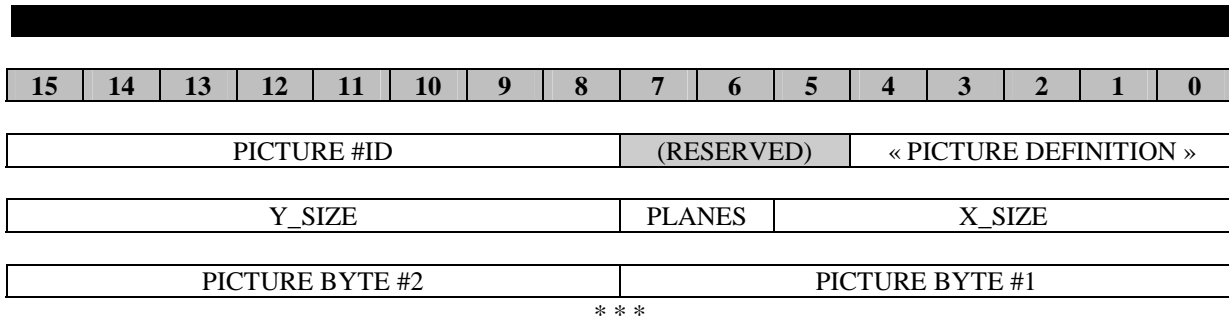 15 14 13 12 11 10 9 8 7 6 5 4 3 2 1 0
PICTURE #ID (RESERVED) « PICTURE DEFINITION »
Y_SIZE PLANES X_SIZE
PICTURE BYTE #2 PICTURE BYTE #1
* * *